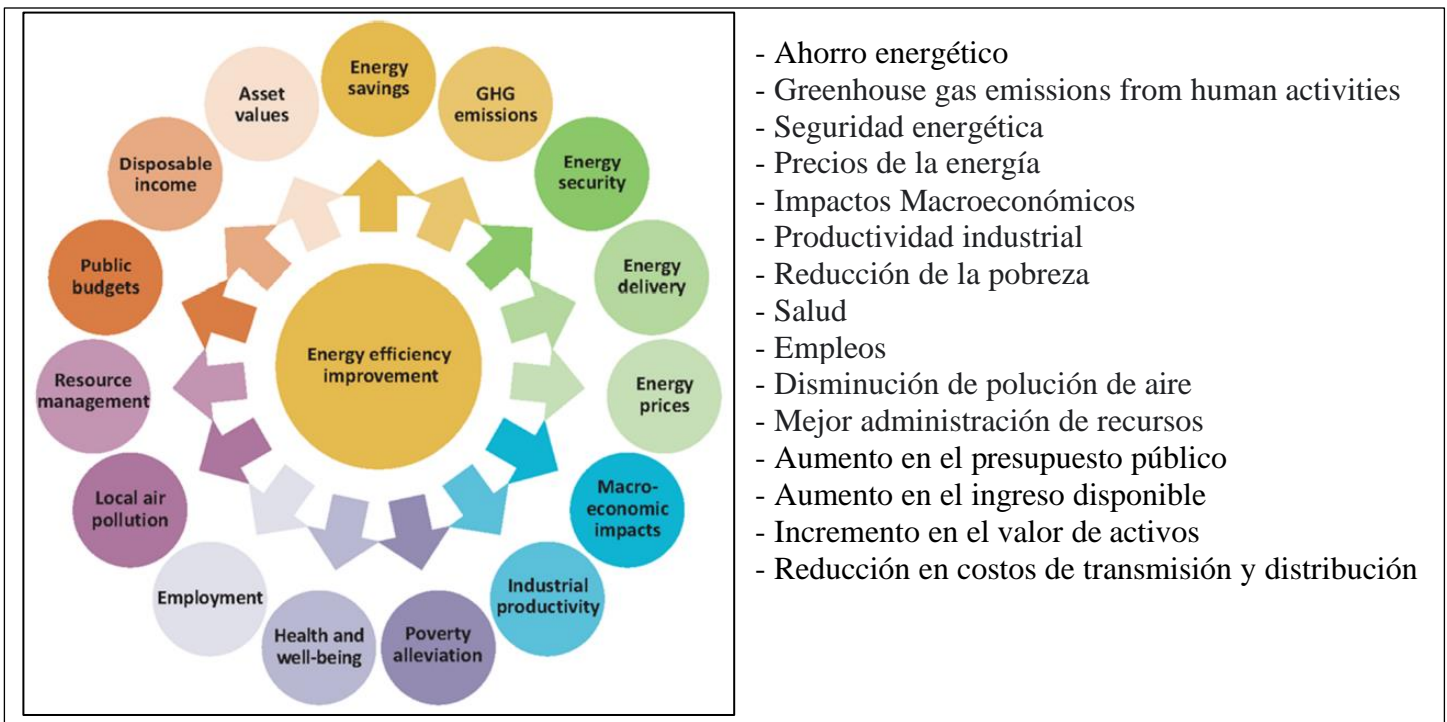 Energy
savings
GHG
emissions
Energy
security
Energy
delivery
Energy
prices
Macro-
economic
impacts
Industrial
productivity
Poverty
alleviation
Health and
well-being
Employment
Local air
pollution
Resource
management
Public
budgets
Disposable
income
Asset
values
Energy efficiency
improvement
- Ahorro energético
- Greenhouse gas emissions from human activities
- Seguridad energética
- Precios de la energía
- Impactos Macroeconómicos
- Productividad industrial
- Reducción de la pobreza
- Salud
- Empleos
- Disminución de polución de aire
- Mejor administración de recursos
- Aumento en el presupuesto público
- Aumento en el ingreso disponible
- Incremento en el valor de activos
- Reducción en costos de transmisión y distribución